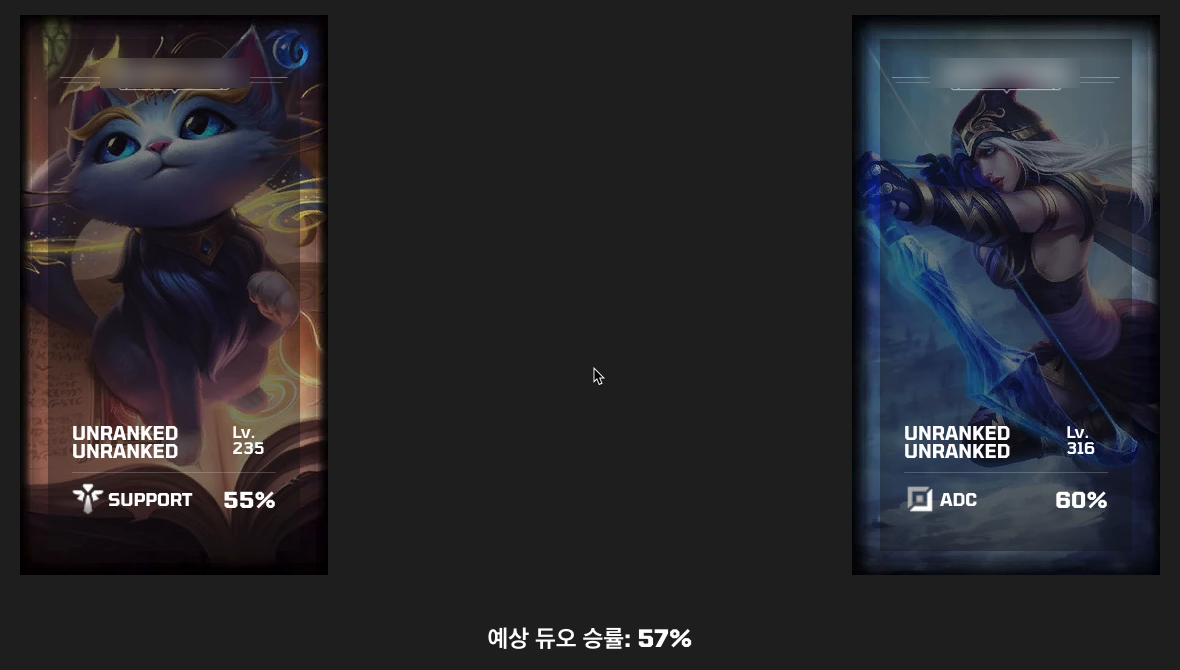 UNRANKED
UNRANKED
Lv.
235
SUPPORT 55%
UNRANKED
UNRANKED
Lv.
316
ADC 60%
예상 듀오 승률: 57%